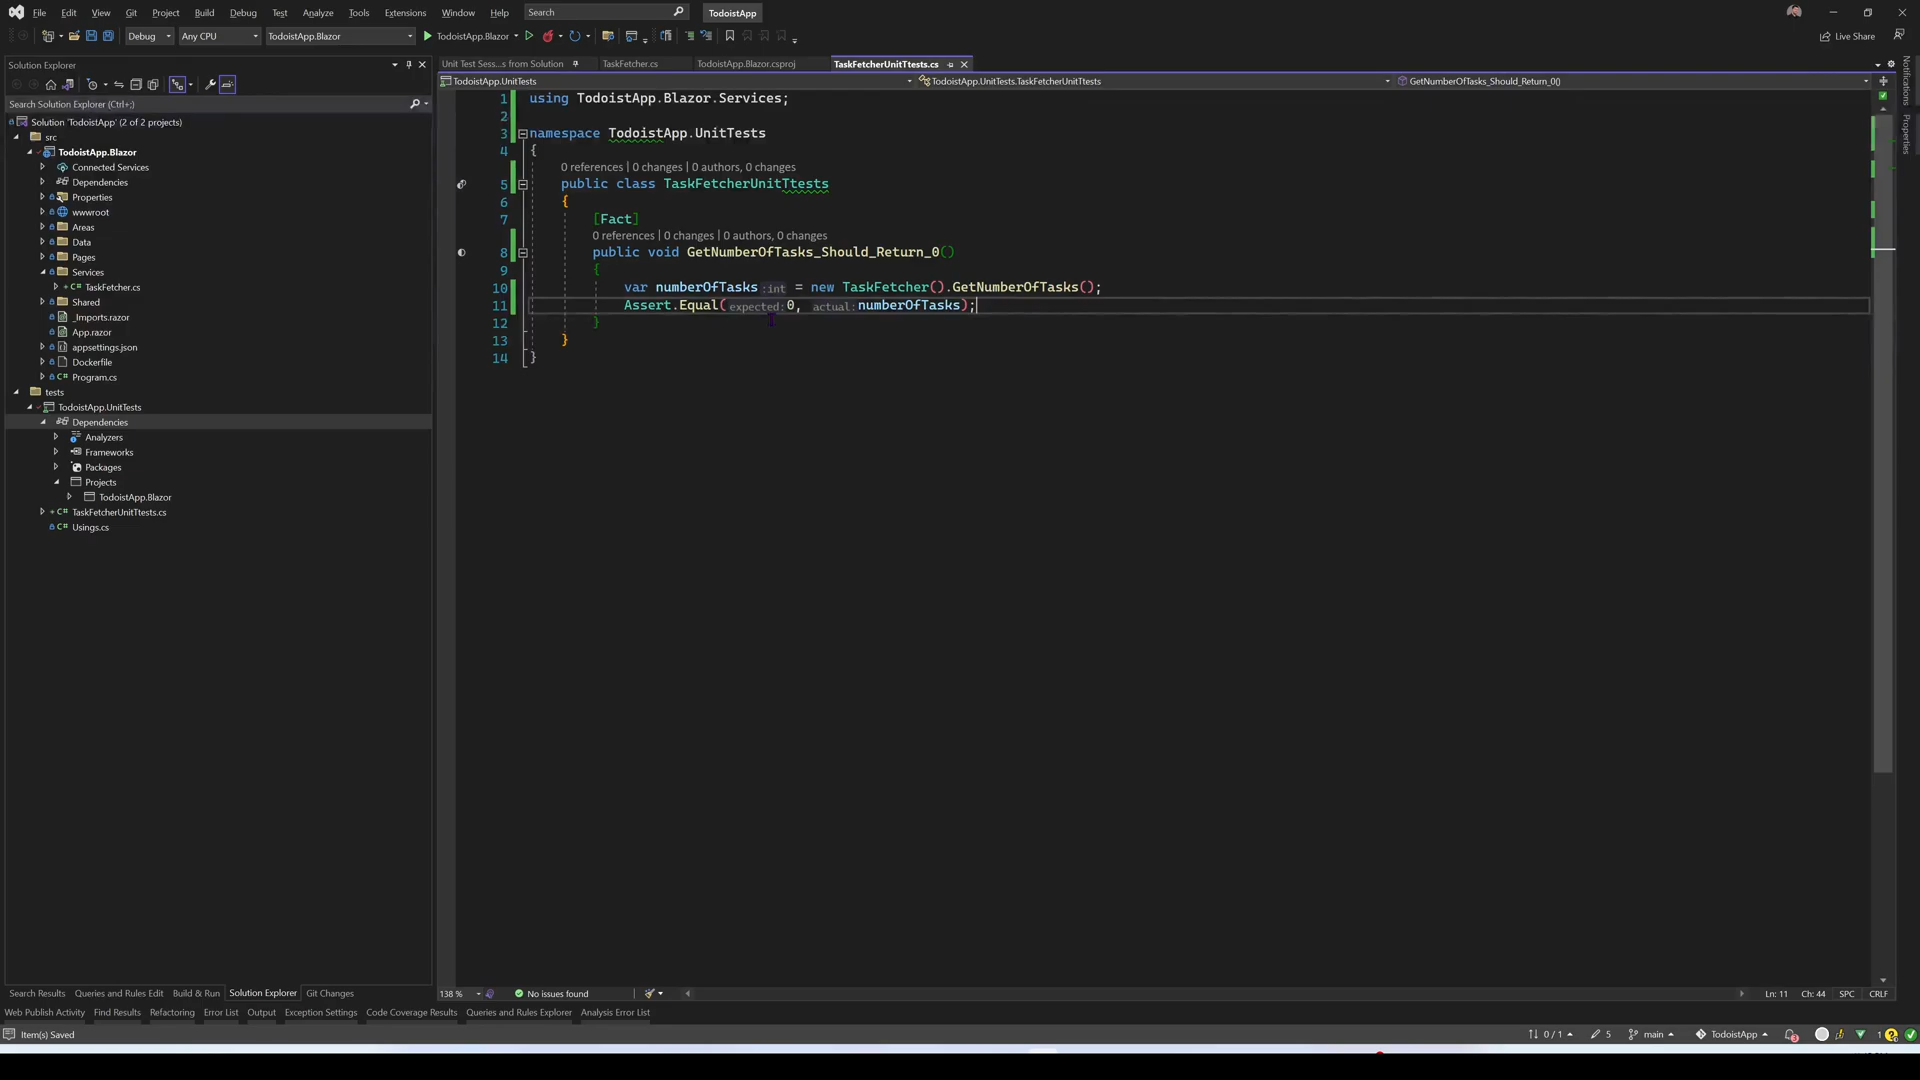 File Edit View Git Project Build Debug Test Analyze Tools Extensions Window Help Search TodoistApp
Debug Any CPU TodoistApp.Blazor TodoistApp.Blazor Live Share
Solution Explorer
Search Solution Explorer (Ctrl+;)
Solution 'TodoistApp' (2 of 2 projects)
src
TodoistApp.Blazor
Connected Services
Dependencies
Properties
wwwroot
Areas
Data
Pages
Services
TaskFetcher.cs
Shared
_Imports.razor
App.razor
appsettings.json
Dockerfile
Program.cs
tests
TodoistApp.UnitTests
Dependencies
Analyzers
Frameworks
Packages
Projects
TodoistApp.Blazor
TaskFetcherUnitTtests.cs
Usings.cs
Unit Test Sess...s from Solution TaskFetcher.cs TodoistApp.Blazor.csproj TaskFetcherUnitTtests.cs
TodoistApp.UnitTests TodoistApp.UnitTests.TaskFetcherUnitTtests GetNumberOfTasks_Should_Return_0()
1 using TodoistApp.Blazor.Services;
2
3 namespace TodoistApp.UnitTests
4 {
0 references | 0 changes | 0 authors, 0 changes
5 public class TaskFetcherUnitTtests
6 {
7 [Fact]
0 references | 0 changes | 0 authors, 0 changes
8 public void GetNumberOfTasks_Should_Return_0()
9 {
10 var numberOfTasks :int = new TaskFetcher().GetNumberOfTasks();
11 Assert.Equal(expected: 0, actual: numberOfTasks);
12 }
13 }
14 }
Notifications
Properties
138 % No issues found Ln: 11 Ch: 44 SPC CRLF
Search Results Queries and Rules Edit Build & Run Solution Explorer Git Changes
Web Publish Activity Find Results Refactoring Error List Output Exception Settings Code Coverage Results Queries and Rules Explorer Analysis Error List
Item(s) Saved 0 / 1 5 main TodoistApp 3 1